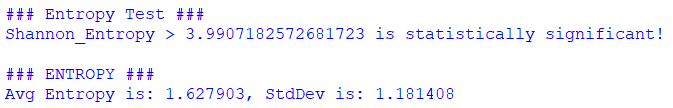 ### Entropy Test ###
Shannon_Entropy > 3.9907182572681723 is statistically significant!
### ENTROPY ###
Avg Entropy is: 1.627903, StdDev is: 1.181408